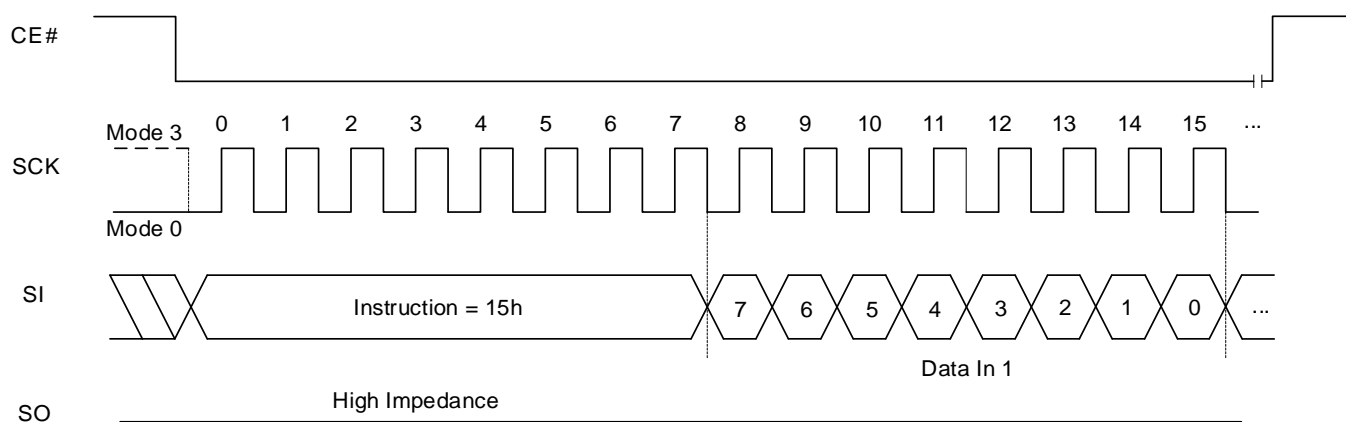 CE#
Mode 3 0 1 2 3 4 5 6 7 8 9 10 11 12 13 14 15 ...
SCK
Mode 0
SI Instruction = 15h 7 6 5 4 3 2 1 0 ...
Data In 1
High Impedance
SO